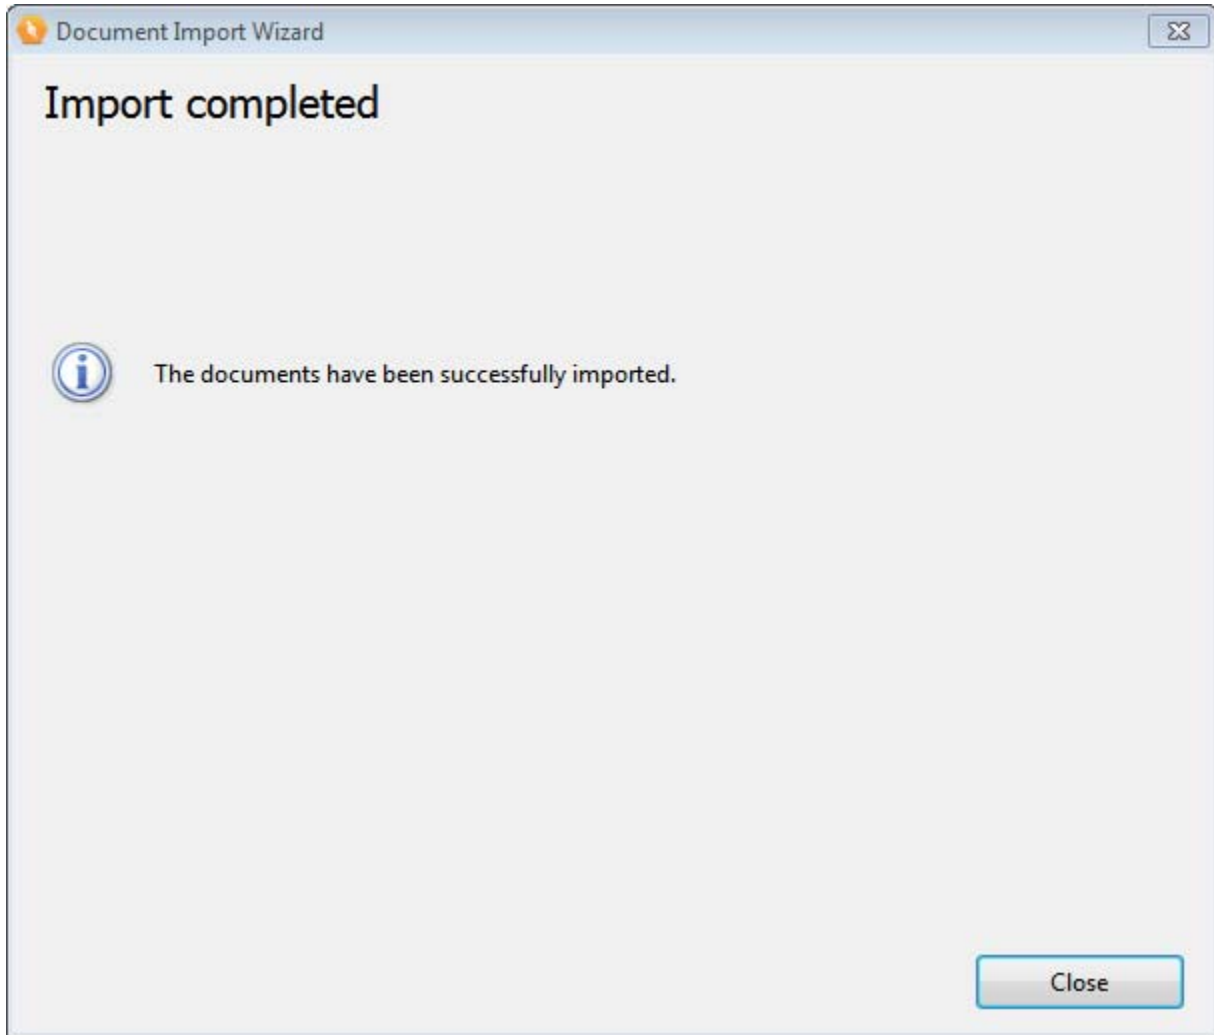 Document Import Wizard
Import completed
The documents have been successfully imported.
Close